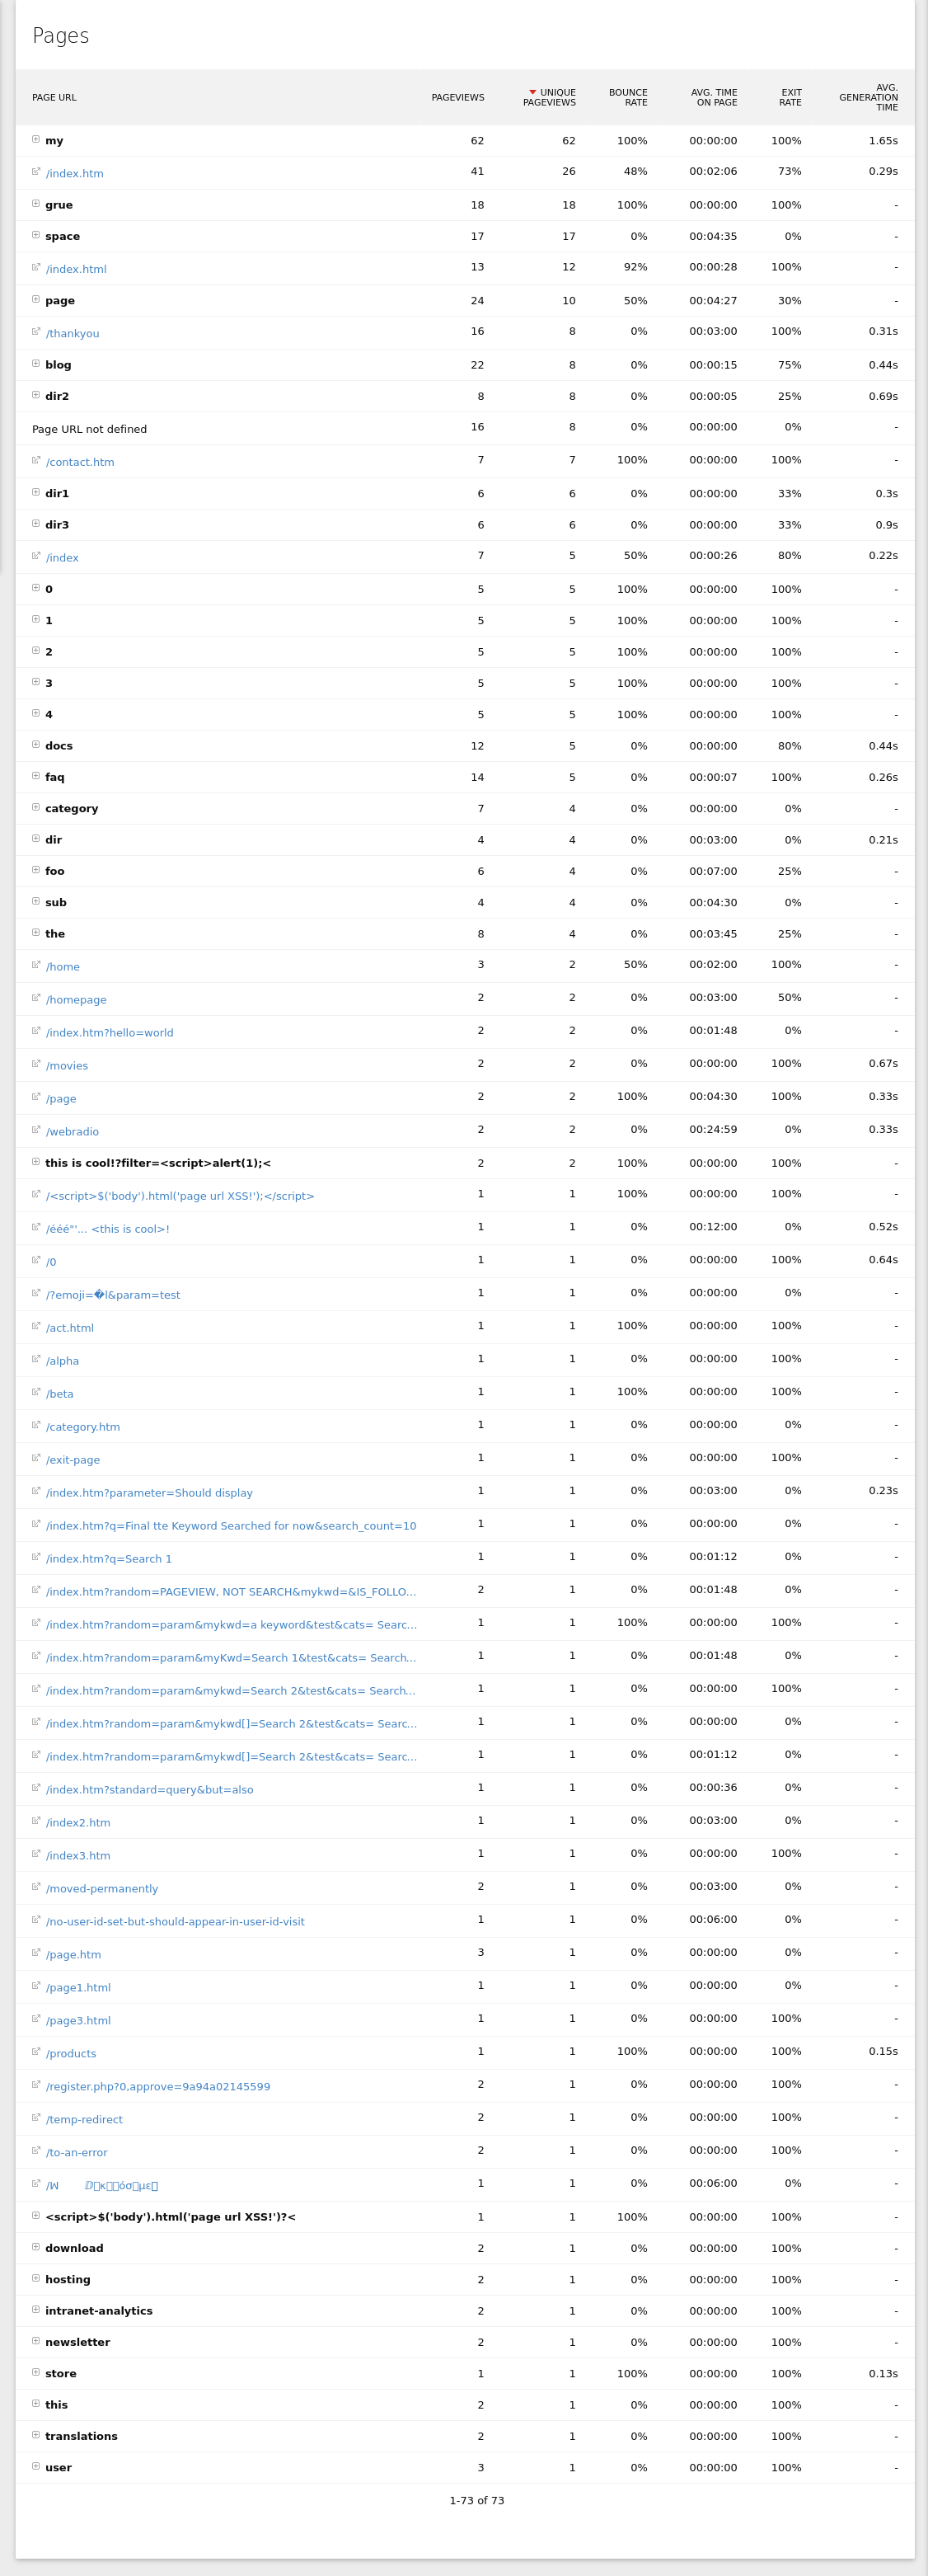 Pages
PAGE URL PAGEVIEWS UNIQUE PAGEVIEWS BOUNCE RATE AVG. TIME ON PAGE EXIT RATE AVG. GENERATION TIME
my 62 62 100% 00:00:00 100% 1.65s
/index.htm 41 26 48% 00:02:06 73% 0.29s
grue 18 18 100% 00:00:00 100% -
space 17 17 0% 00:04:35 0% -
/index.html 13 12 92% 00:00:28 100% -
page 24 10 50% 00:04:27 30% -
/thankyou 16 8 0% 00:03:00 100% 0.31s
blog 22 8 0% 00:00:15 75% 0.44s
dir2 8 8 0% 00:00:05 25% 0.69s
Page URL not defined 16 8 0% 00:00:00 0% -
/contact.htm 7 7 100% 00:00:00 100% -
dir1 6 6 0% 00:00:00 33% 0.3s
dir3 6 6 0% 00:00:00 33% 0.9s
/index 7 5 50% 00:00:26 80% 0.22s
0 5 5 100% 00:00:00 100% -
1 5 5 100% 00:00:00 100% -
2 5 5 100% 00:00:00 100% -
3 5 5 100% 00:00:00 100% -
4 5 5 100% 00:00:00 100% -
docs 12 5 0% 00:00:00 80% 0.44s
faq 14 5 0% 00:00:07 100% 0.26s
category 7 4 0% 00:00:00 0% -
dir 4 4 0% 00:03:00 0% 0.21s
foo 6 4 0% 00:07:00 25% -
sub 4 4 0% 00:04:30 0% -
the 8 4 0% 00:03:45 25% -
/home 3 2 50% 00:02:00 100% -
/homepage 2 2 0% 00:03:00 50% -
/index.htm?hello=world 2 2 0% 00:01:48 0% -
/movies 2 2 0% 00:00:00 100% 0.67s
/page 2 2 100% 00:04:30 100% 0.33s
/webradio 2 2 0% 00:24:59 0% 0.33s
this is cool!?filter=<script>alert(1);< 2 2 100% 00:00:00 100% -
/<script>$('body').html('page url XSS!');</script> 1 1 100% 00:00:00 100% -
/ééé"'... <this is cool>! 1 1 0% 00:12:00 0% 0.52s
/0 1 1 0% 00:00:00 100% 0.64s
/?emoji=�l&param=test 1 1 0% 00:00:00 0% -
/act.html 1 1 100% 00:00:00 100% -
/alpha 1 1 0% 00:00:00 100% -
/beta 1 1 100% 00:00:00 100% -
/category.htm 1 1 0% 00:00:00 0% -
/exit-page 1 1 0% 00:00:00 100% -
/index.htm?parameter=Should display 1 1 0% 00:03:00 0% 0.23s
/index.htm?q=Final tte Keyword Searched for now&search_count=10 1 1 0% 00:00:00 0% -
/index.htm?q=Search 1 1 1 0% 00:01:12 0% -
/index.htm?random=PAGEVIEW, NOT SEARCH&mykwd=&IS_FOLLO... 2 1 0% 00:01:48 0% -
/index.htm?random=param&mykwd=a keyword&test&cats= Searc... 1 1 100% 00:00:00 100% -
/index.htm?random=param&myKwd=Search 1&test&cats= Search... 1 1 0% 00:01:48 0% -
/index.htm?random=param&mykwd=Search 2&test&cats= Search... 1 1 0% 00:00:00 100% -
/index.htm?random=param&mykwd[]=Search 2&test&cats= Searc... 1 1 0% 00:00:00 0% -
/index.htm?random=param&mykwd[]=Search 2&test&cats= Searc... 1 1 0% 00:01:12 0% -
/index.htm?standard=query&but=also 1 1 0% 00:00:36 0% -
/index2.htm 1 1 0% 00:03:00 0% -
/index3.htm 1 1 0% 00:00:00 100% -
/moved-permanently 2 1 0% 00:03:00 0% -
/no-user-id-set-but-should-appear-in-user-id-visit 1 1 0% 00:06:00 0% -
/page.htm 3 1 0% 00:00:00 0% -
/page1.html 1 1 0% 00:00:00 0% -
/page3.html 1 1 0% 00:00:00 100% -
/products 1 1 100% 00:00:00 100% 0.15s
/register.php?0,approve=9a94a02145599 2 1 0% 00:00:00 100% -
/temp-redirect 2 1 0% 00:00:00 100% -
/to-an-error 2 1 0% 00:00:00 100% -
1 1 0% 00:06:00 0% -
<script>$('body').html('page url XSS!')?< 1 1 100% 00:00:00 100% -
download 2 1 0% 00:00:00 100% -
hosting 2 1 0% 00:00:00 100% -
intranet-analytics 2 1 0% 00:00:00 100% -
newsletter 2 1 0% 00:00:00 100% -
store 1 1 100% 00:00:00 100% 0.13s
this 2 1 0% 00:00:00 100% -
translations 2 1 0% 00:00:00 100% -
user 3 1 0% 00:00:00 100% -
1-73 of 73